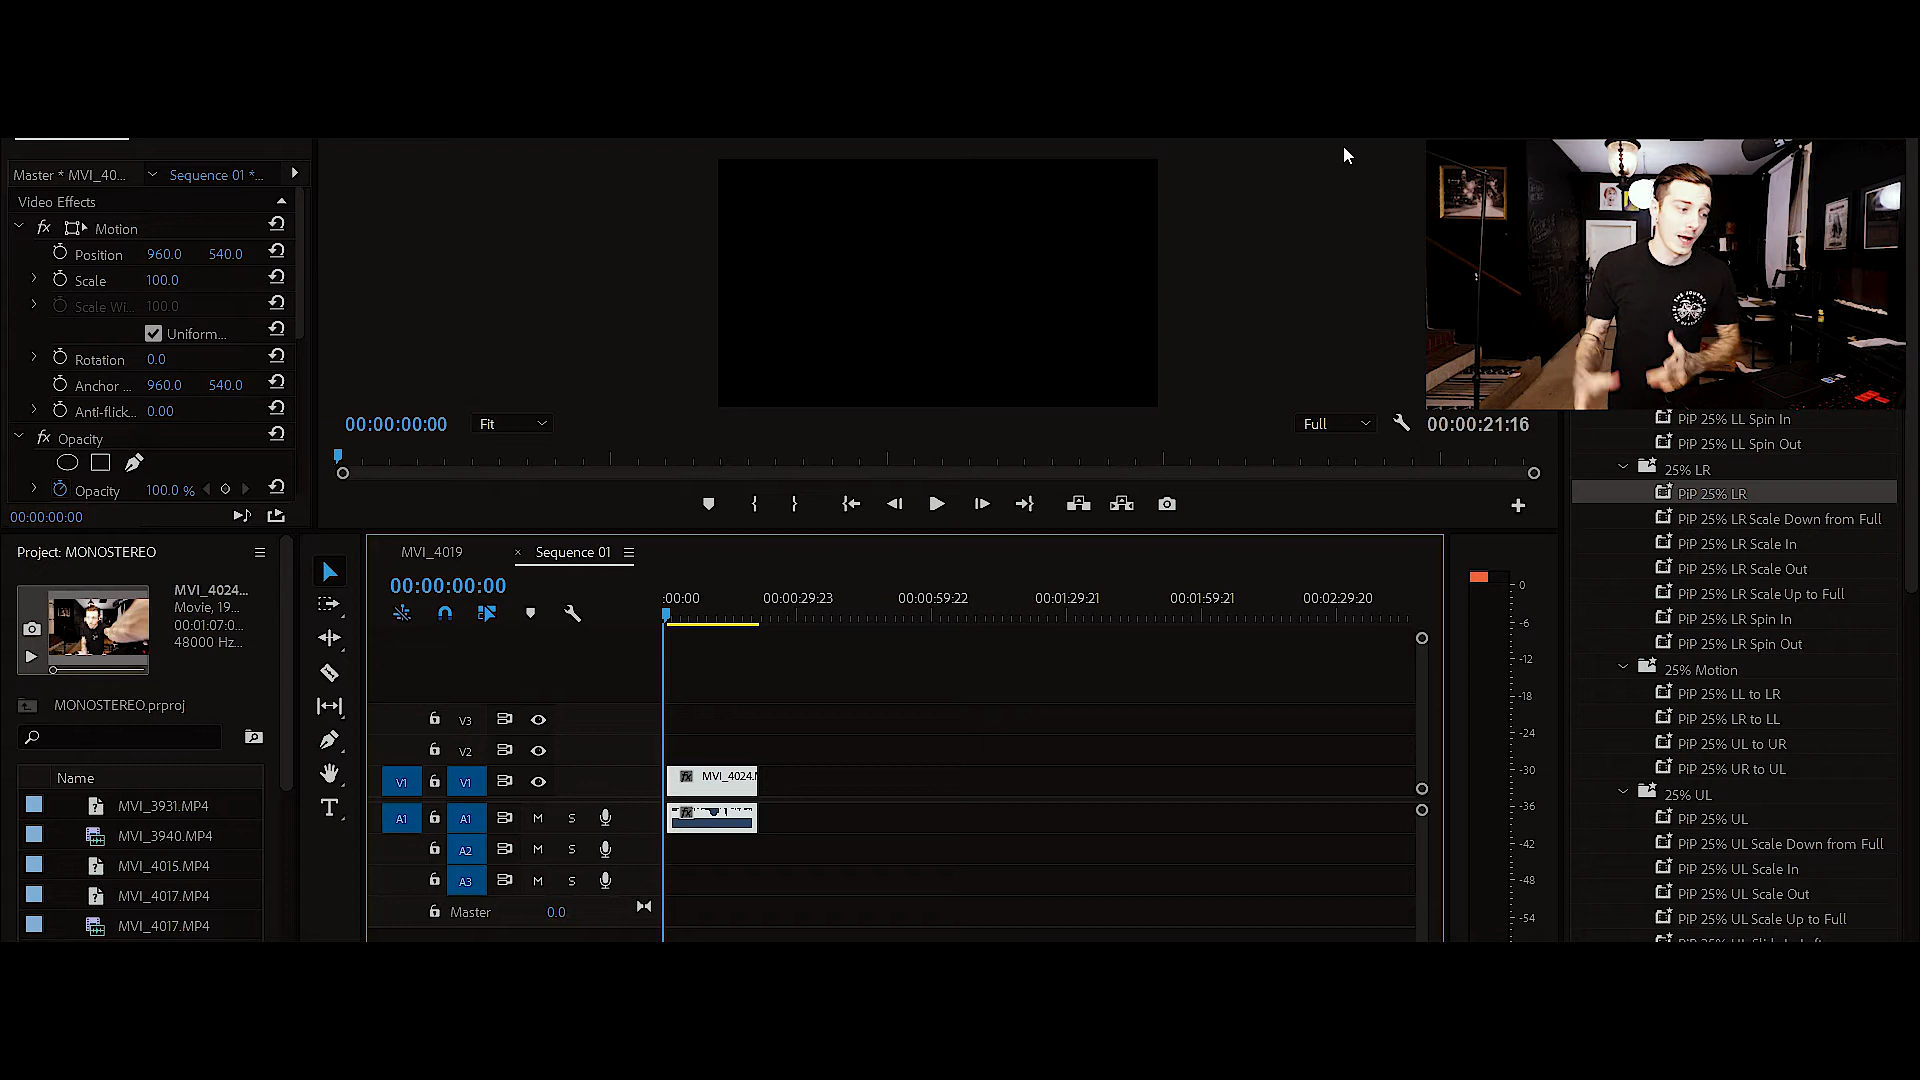 Master * MVI_40...
Sequence 01 *...
Video Effects
fx Motion
Position 960.0 540.0
Scale 100.0
Scale Wi... 100.0
Uniform...
Rotation 0.0
Anchor ... 960.0 540.0
Anti-flick... 0.00
fx Opacity
Opacity 100.0 %
00:00:00:00
00:00:00:00
Fit
Full
00:00:21:16
THE JOURNEY
Project: MONOSTEREO
MVI_4024...
Movie, 19...
00:01:07:0...
48000 Hz...
MONOSTEREO.prproj
Name
MVI_3931.MP4
MVI_3940.MP4
MVI_4015.MP4
MVI_4017.MP4
MVI_4017.MP4
T
MVI_4019
× Sequence 01
00:00:00:00
:00:00 00:00:29:23 00:00:59:22 00:01:29:21 00:01:59:21 00:02:29:20
V3
V2
V1 V1
fx MVI_4024.M
A1 A1 M S
fx
A2 M S
A3 M S
Master 0.0
0
-6
-12
-18
-24
-30
-36
-42
-48
-54
PiP 25% LL Spin In
PiP 25% LL Spin Out
25% LR
PiP 25% LR
PiP 25% LR Scale Down from Full
PiP 25% LR Scale In
PiP 25% LR Scale Out
PiP 25% LR Scale Up to Full
PiP 25% LR Spin In
PiP 25% LR Spin Out
25% Motion
PiP 25% LL to LR
PiP 25% LR to LL
PiP 25% UL to UR
PiP 25% UR to UL
25% UL
PiP 25% UL
PiP 25% UL Scale Down from Full
PiP 25% UL Scale In
PiP 25% UL Scale Out
PiP 25% UL Scale Up to Full